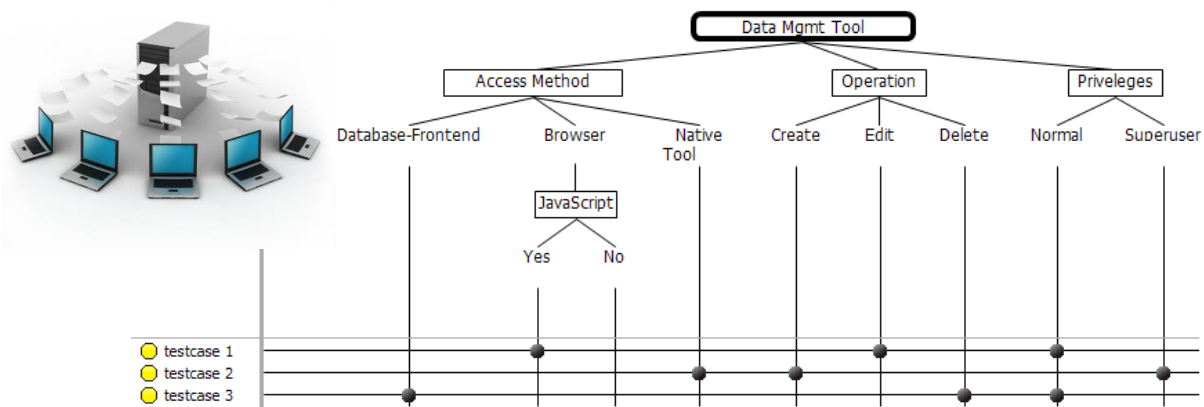 Data Mgmt Tool
Access Method
Operation
Priveleges
Database-Frontend
Browser
Native
Tool
Create
Edit
Delete
Normal
Superuser
JavaScript
Yes
No
testcase 1
testcase 2
testcase 3